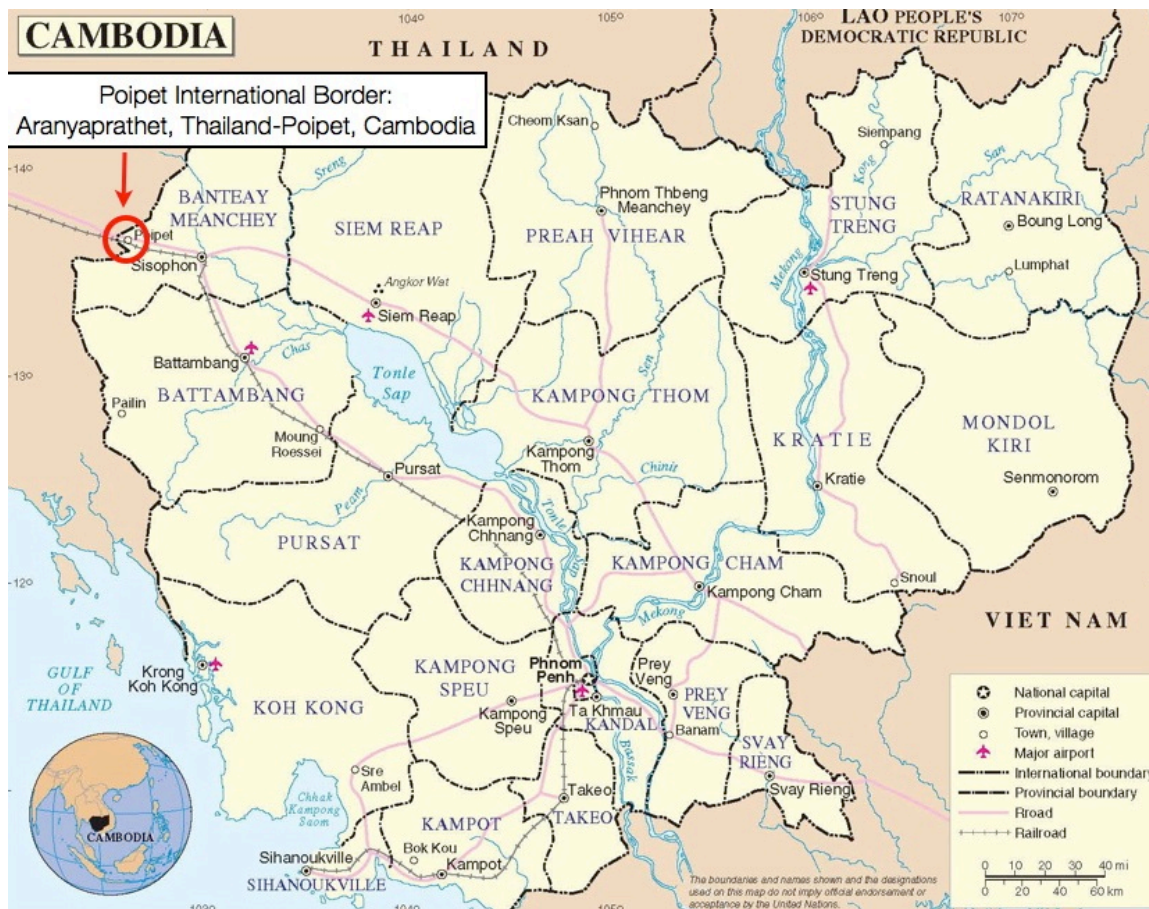 CAMBODIA
104
105
106
107
THAILAND
LAO PEOPLE'S
DEMOCRATIC REPUBLIC
Poipet International Border:
Aranyaprathet, Thailand-Poipet, Cambodia
Cheom Ksan
Siempang
Sreng
Kong
San
14
BANTEAY
MEANCHEY
SIEM REAP
Phnom Thbeng
Meanchey
PREAH VIHEAR
STUNG
TRENG
RATANAKIRI
Boung Long
Poipet
Sisophon
Angkor Wat
Siem Reap
Mekong
Stung Treng
Lumphat
Battambang
Chas
Tonle
Sap
Sen
13
Pailin
BATTAMBANG
KAMPONG THOM
MONDOL
KIRI
Moung
Roessei
Pursat
Kampong
Thom
Chinit
KRATIE
Kratie
Senmonorom
Peam
PURSAT
Kampong
Chhnang
Tonle
Sap
KAMPONG
CHHNANG
KAMPONG CHAM
Snoul
12
Kampong Cham
Mekong
VIET NAM
GULF
OF
THAILAND
Krong
Koh Kong
KOH KONG
KAMPONG
SPEU
Kampong
Speu
Phnom
Penh
Prey
Veng
PREY
VENG
Ta Khmau
KANDAL
Banam
Bassak
SVAY
RIENG
Svay Rieng
Sre
Ambel
Chhak
Kampong
Saom
Takeo
TAKEO
KAMPOT
Bok Kou
Kampot
Sihanoukville
SIHANOUKVILLE
CAMBODIA
National capital
Provincial capital
Town, village
Major airport
International boundary
Provincial boundary
Rroad
Railroad
0 10 20 30 40 mi
0 20 40 60 km
The boundaries and names shown and the designations
used on this map do not imply official endorsement or
acceptance by the United Nations.
103
104
105